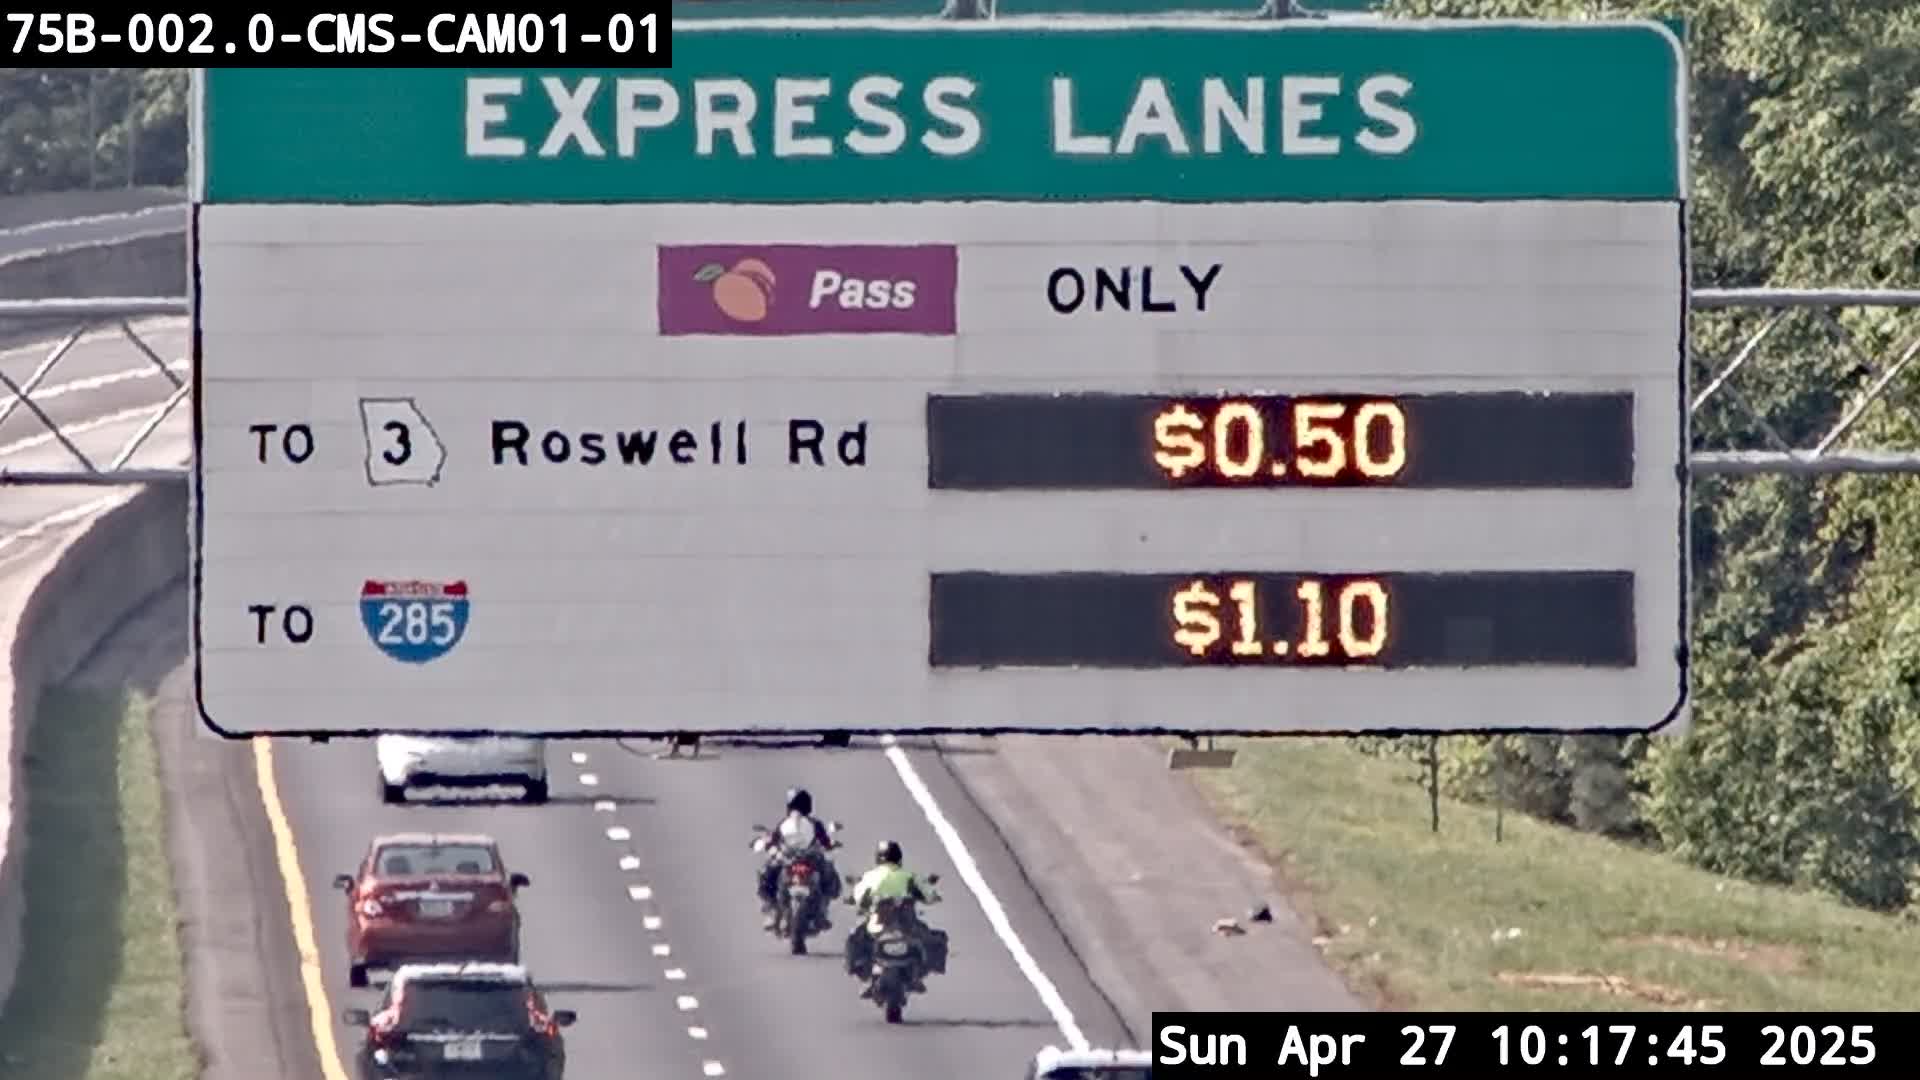 75B-002.0-CMS-CAM01-01
EXPRESS LANES
Pass ONLY
TO 3 Roswell Rd $0.50
TO 285 $1.10
Sun Apr 27 10:17:45 2025